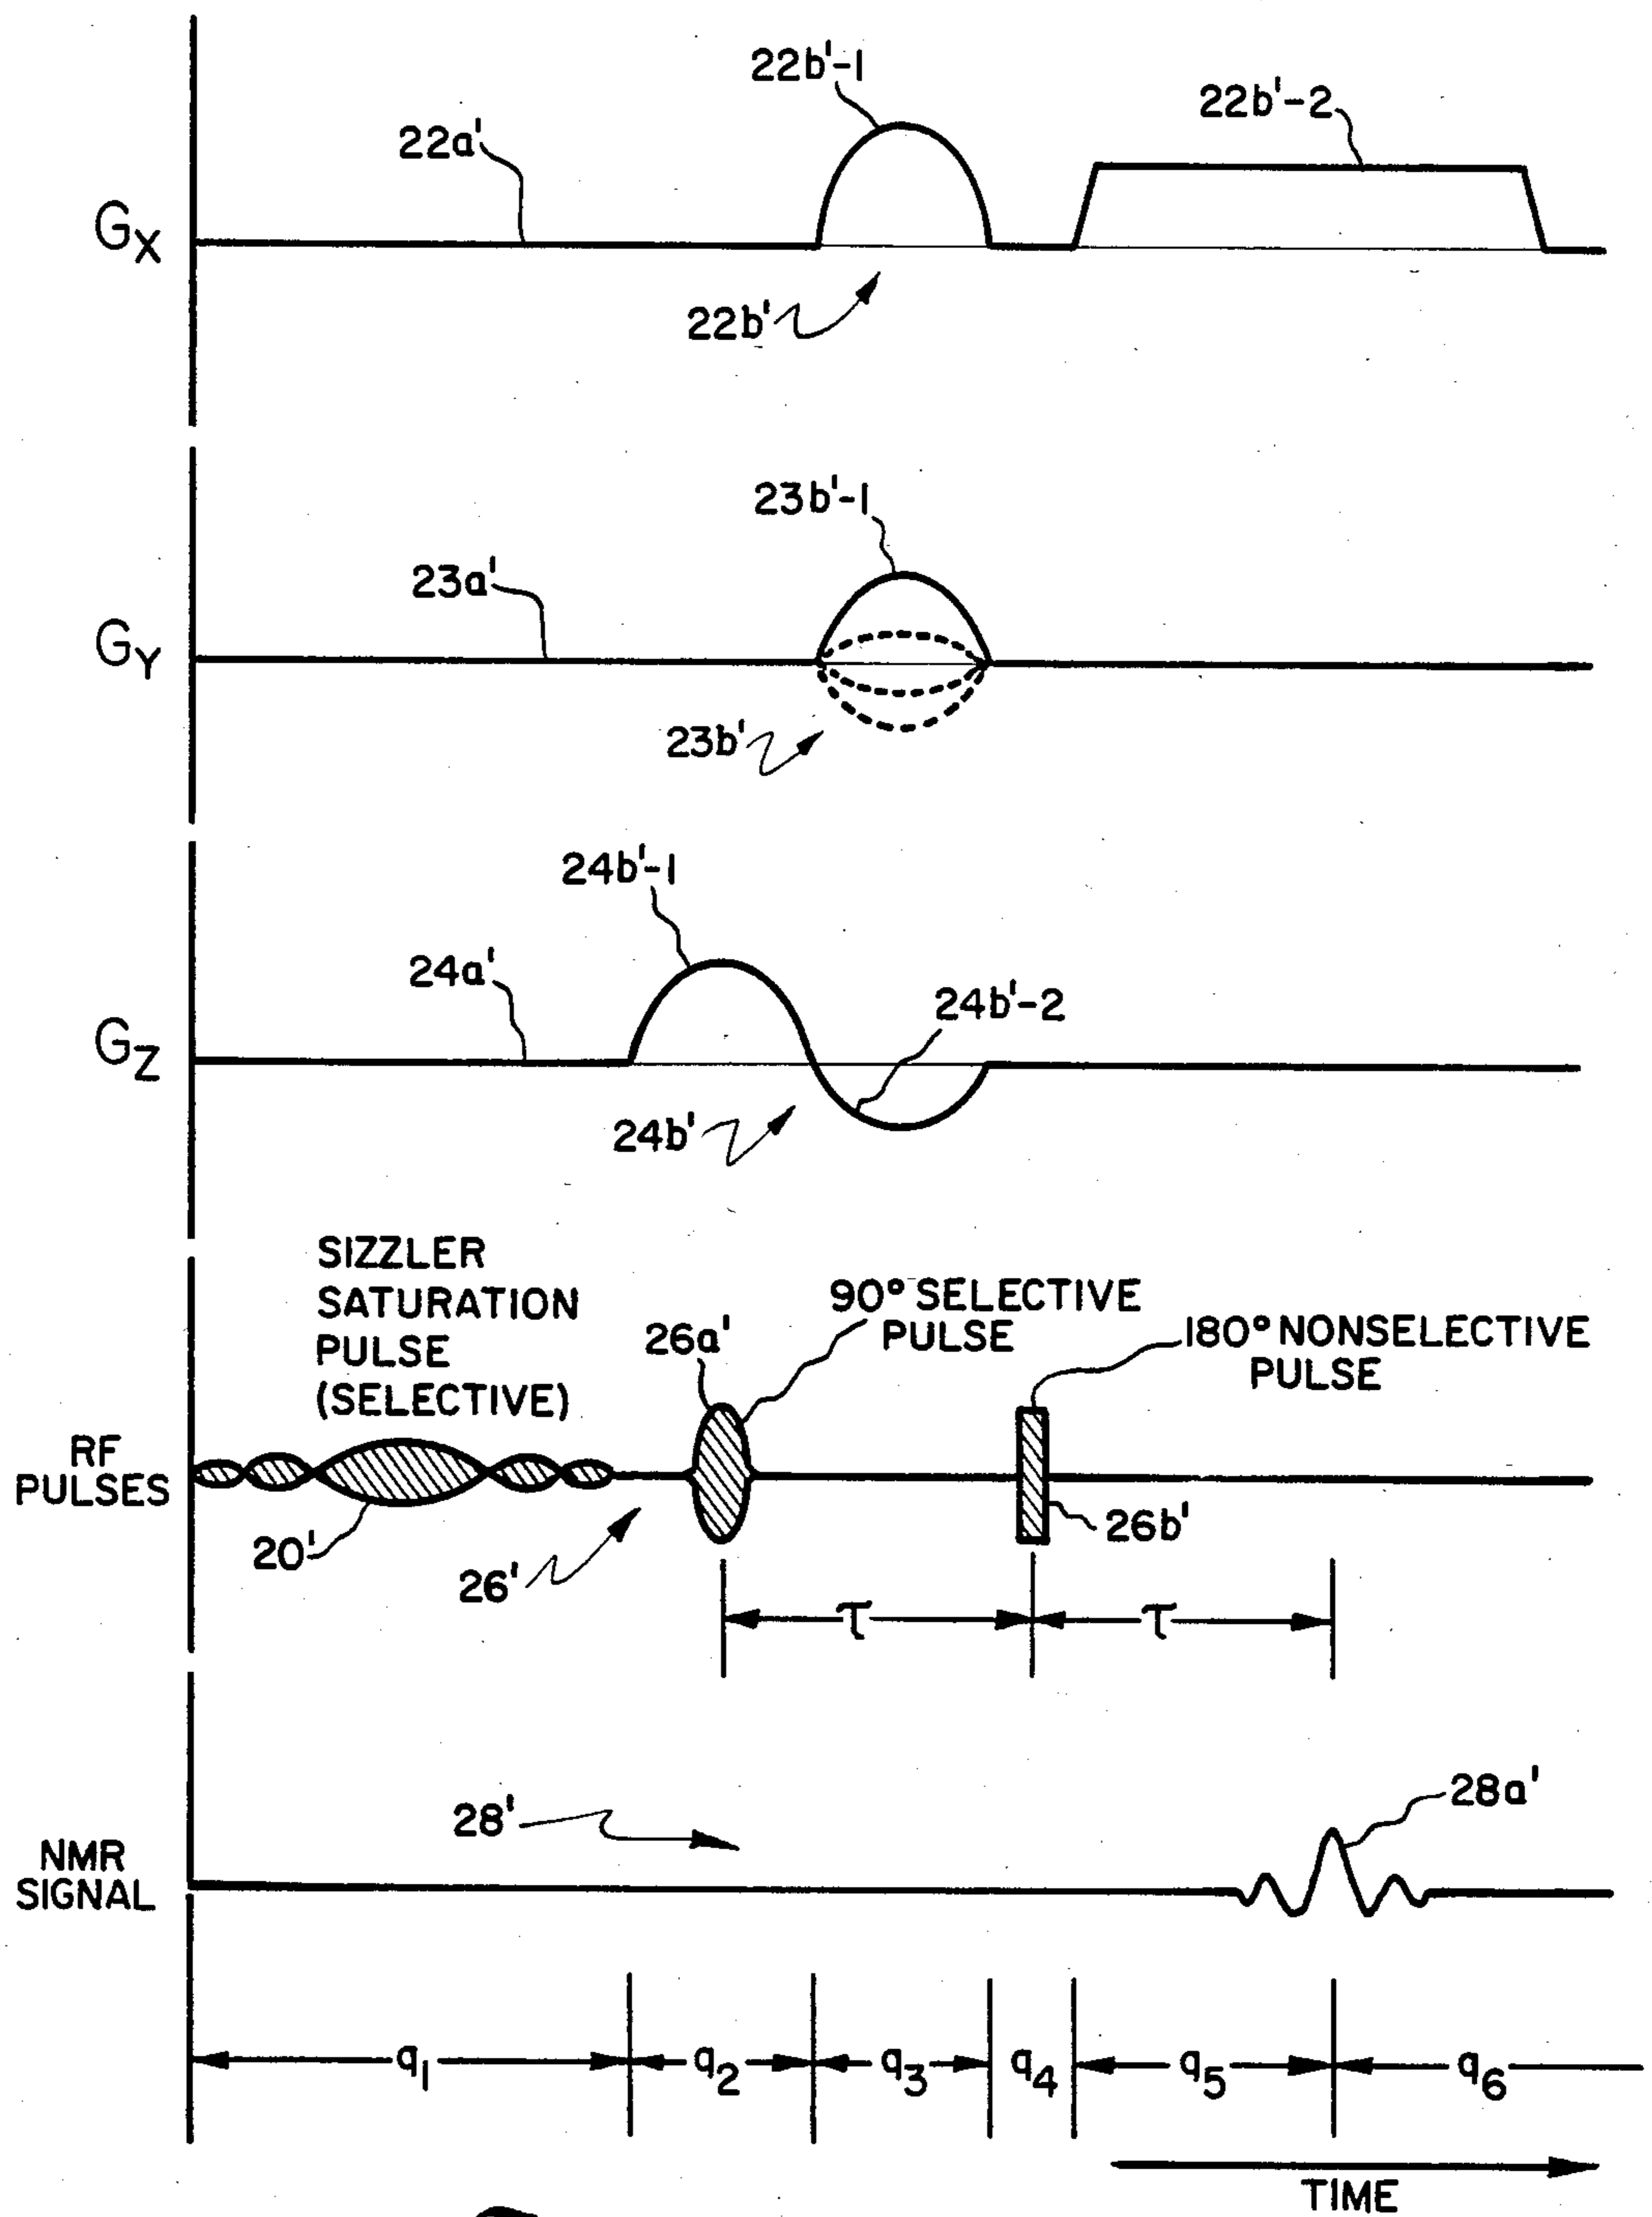 22b'-1
22b'-2
22a'
GX
22b'
23b'-1
23a'
GY
23b'
24b'-1
24a'
24b'-2
GZ
24b'
SIZZLER
SATURATION
PULSE
(SELECTIVE)
90° SELECTIVE
PULSE
26a'
180° NONSELECTIVE
PULSE
RF
PULSES
20'
26'
26b'
τ
τ
28a'
28'
NMR
SIGNAL
q1
q2
q3
q4
q5
q6
TIME